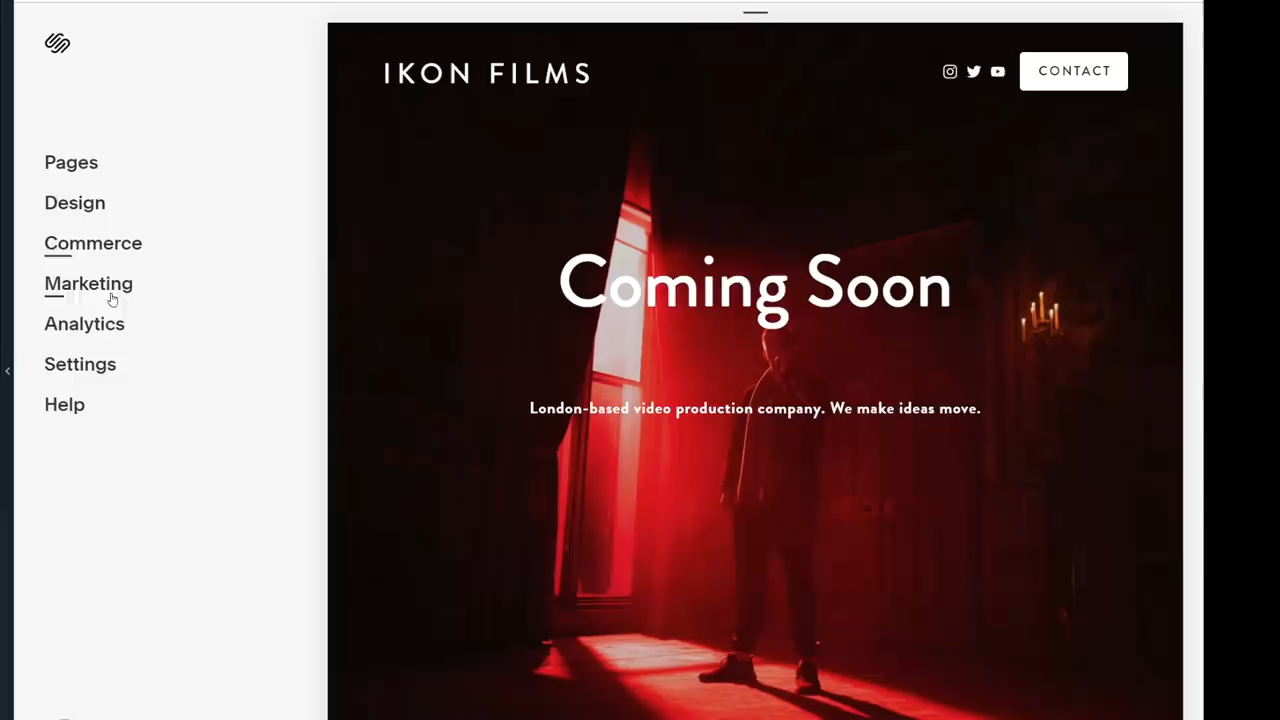 Pages
Design
Commerce
Marketing
Analytics
Settings
Help
IKON FILMS
CONTACT
Coming Soon
London-based video production company. We make ideas move.